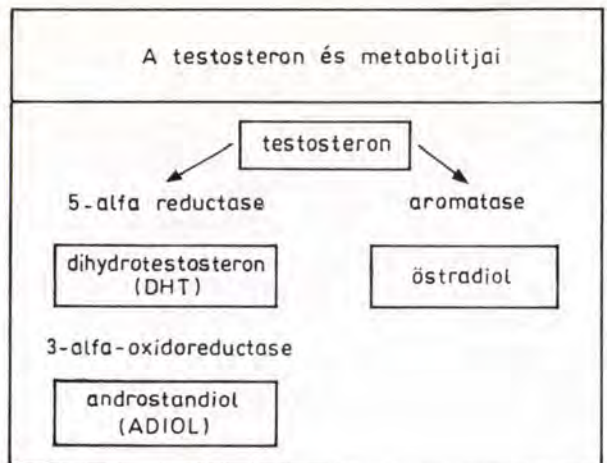 A testosteron és metabolitjai
testosteron
5-alfa reductase
aromatase
dihydrotestosteron
(DHT)
östradiol
3-alfa-oxidoreductase
androstandiol
(ADIOL)